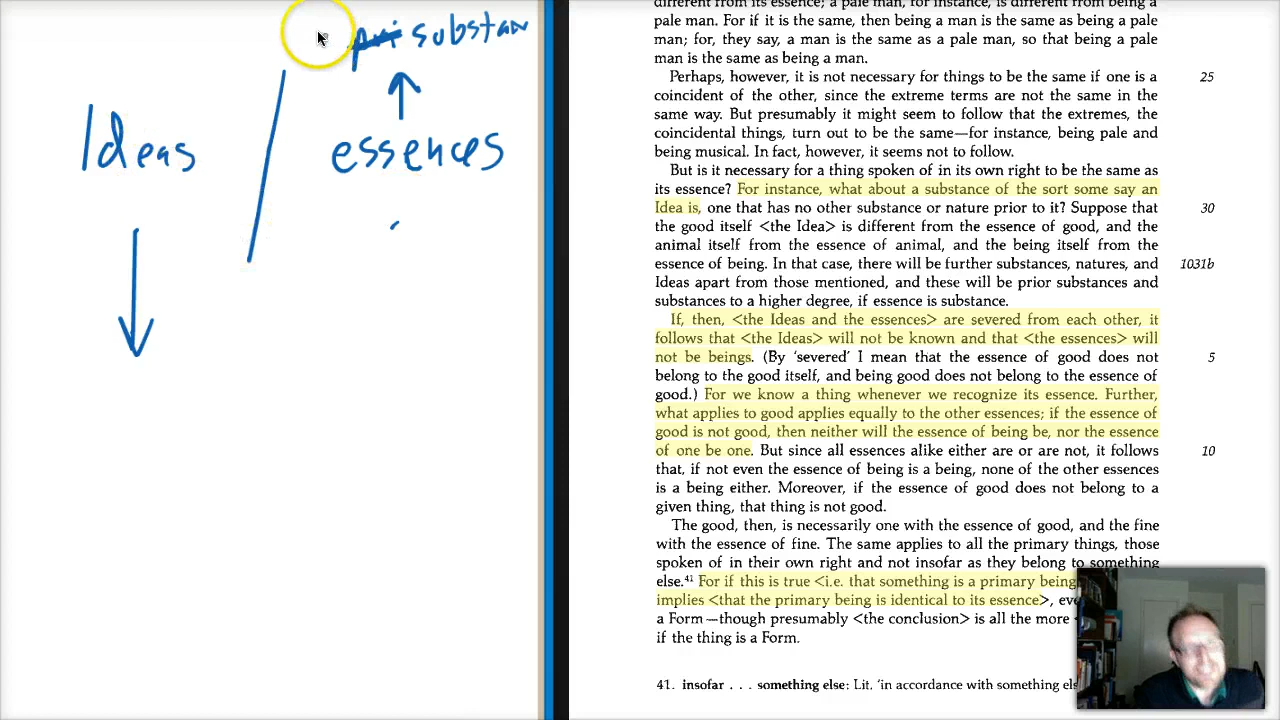 substan
essences
Ideas
different from its essence; a pale man, for instance, is different from being a
pale man. For if it is the same, then being a man is the same as being a pale
man; for, they say, a man is the same as a pale man, so that being a pale
man is the same as being a man.
Perhaps, however, it is not necessary for things to be the same if one is a 25
coincident of the other, since the extreme terms are not the same in the
same way. But presumably it might seem to follow that the extremes, the
coincidental things, turn out to be the same—for instance, being pale and
being musical. In fact, however, it seems not to follow.
But is it necessary for a thing spoken of in its own right to be the same as
its essence? For instance, what about a substance of the sort some say an
Idea is, one that has no other substance or nature prior to it? Suppose that 30
the good itself <the Idea> is different from the essence of good, and the
animal itself from the essence of animal, and the being itself from the
essence of being. In that case, there will be further substances, natures, and 1031b
Ideas apart from those mentioned, and these will be prior substances and
substances to a higher degree, if essence is substance.
If, then, <the Ideas and the essences> are severed from each other, it
follows that <the Ideas> will not be known and that <the essences> will
not be beings. (By ‘severed’ I mean that the essence of good does not 5
belong to the good itself, and being good does not belong to the essence of
good.) For we know a thing whenever we recognize its essence. Further,
what applies to good applies equally to the other essences; if the essence of
good is not good, then neither will the essence of being be, nor the essence
of one be one. But since all essences alike either are or are not, it follows 10
that, if not even the essence of being is a being, none of the other essences
is a being either. Moreover, if the essence of good does not belong to a
given thing, that thing is not good.
The good, then, is necessarily one with the essence of good, and the fine
with the essence of fine. The same applies to all the primary things, those
spoken of in their own right and not insofar as they belong to something
else.⁴¹ For if this is true <i.e. that something is a primary being
implies <that the primary being is identical to its essence>,
a Form—though presumably <the conclusion> is all the more
if the thing is a Form.
41. insofar . . . something else: Lit, ‘in accordance with something